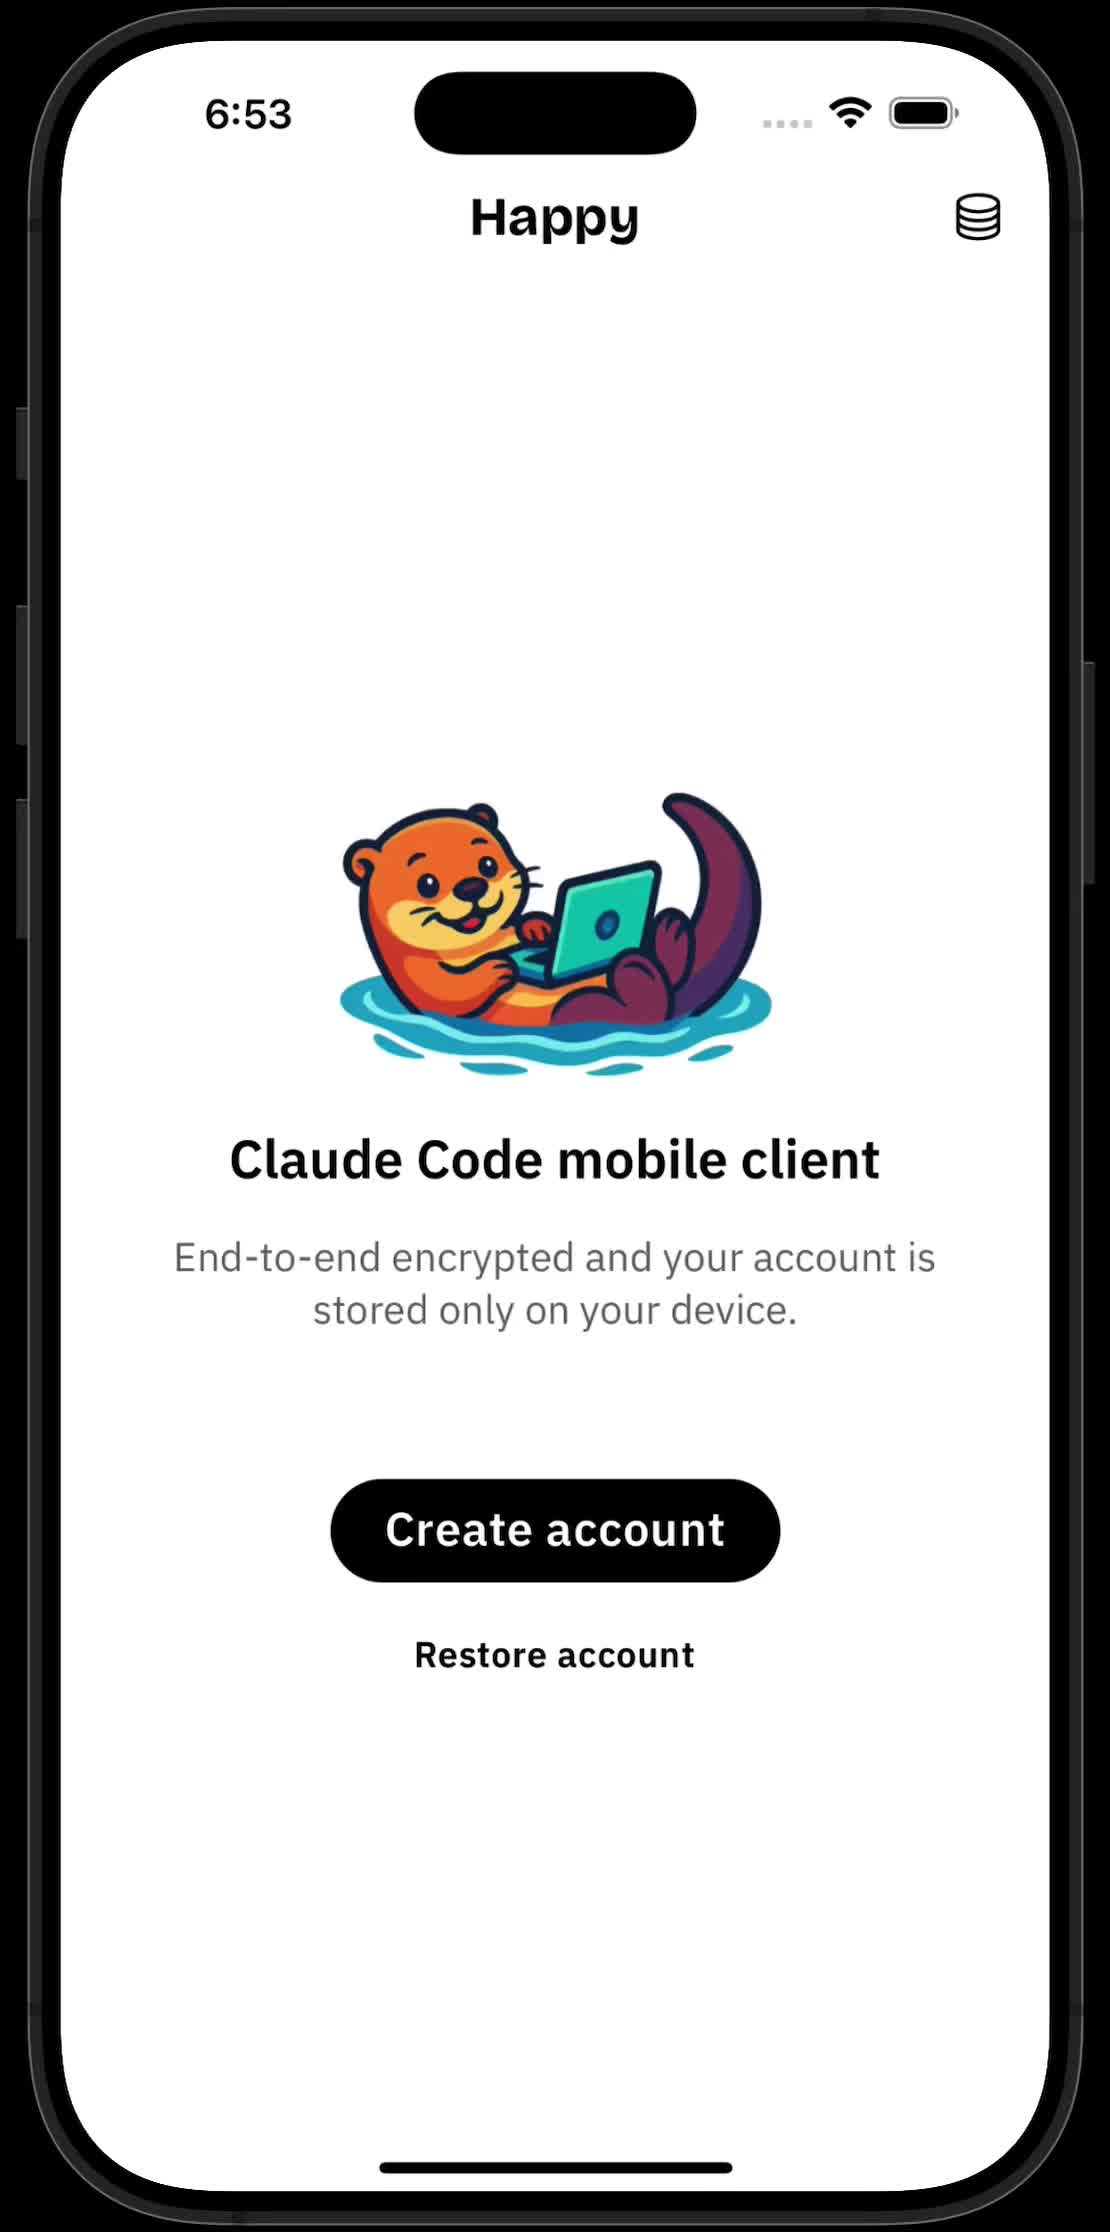 6:53
Happy
Claude Code mobile client
End-to-end encrypted and your account is
stored only on your device.
Create account
Restore account